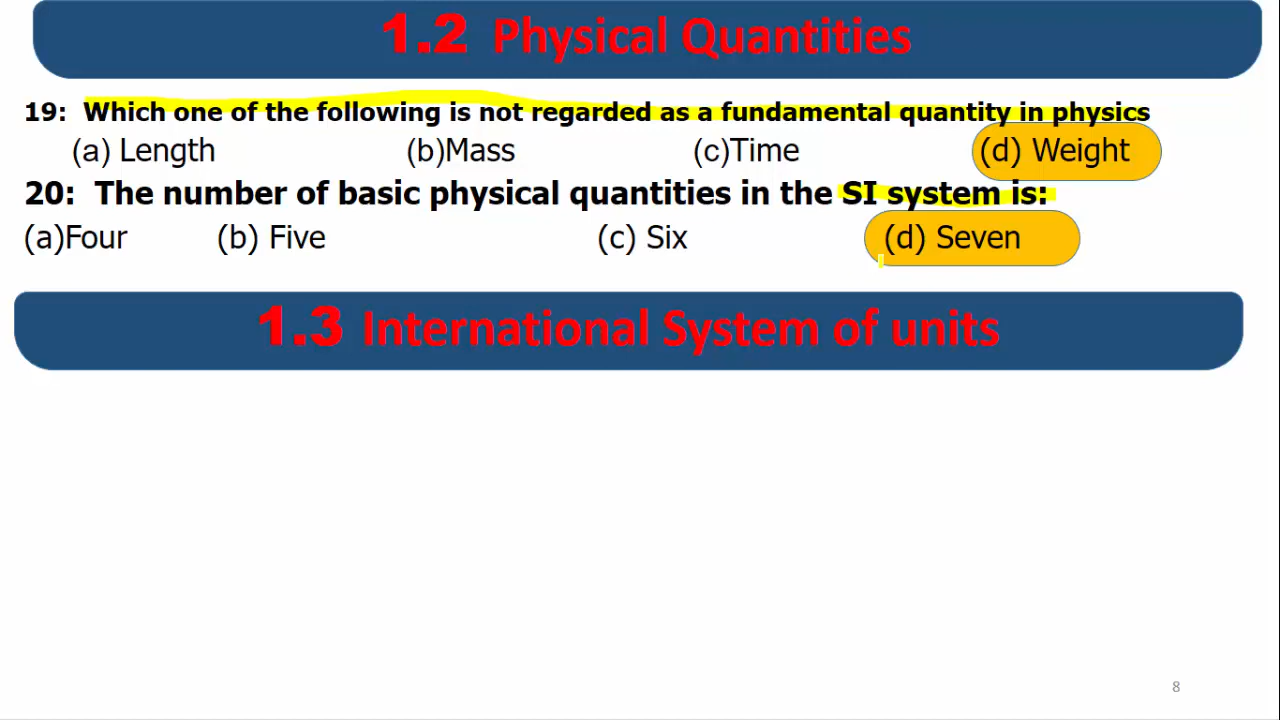 1.2 Physical Quantities
19: Which one of the following is not regarded as a fundamental quantity in physics
(a) Length (b)Mass (c)Time (d) Weight
20: The number of basic physical quantities in the SI system is:
(a)Four (b) Five (c) Six (d) Seven
1.3 International System of units
8